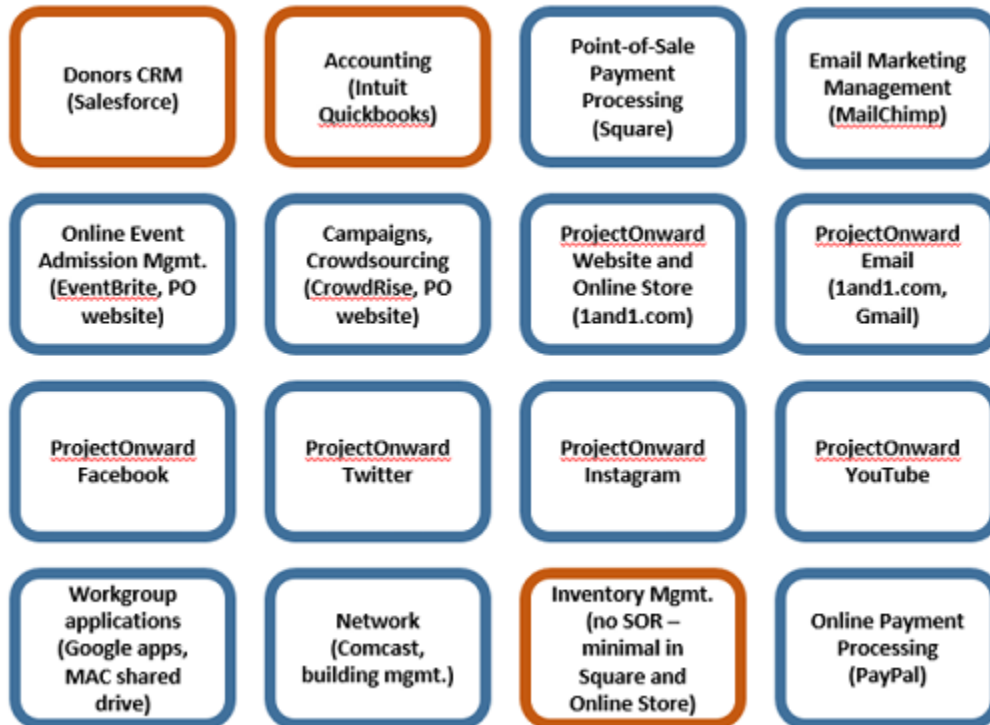 Donors CRM
(Salesforce)
Accounting
(Intuit
Quickbooks)
Point-of-Sale
Payment
Processing
(Square)
Email Marketing
Management
(MailChimp)
Online Event
Admission Mgmt.
(EventBrite, PO
website)
Campaigns,
Crowdsourcing
(CrowdRise, PO
website)
ProjectOnward
Website and
Online Store
(1and1.com)
ProjectOnward
Email
(1and1.com,
Gmail)
ProjectOnward
Facebook
ProjectOnward
Twitter
ProjectOnward
Instagram
ProjectOnward
YouTube
Workgroup
applications
(Google apps,
MAC shared
drive)
Network
(Comcast,
building mgmt.)
Inventory Mgmt.
(no SOR –
minimal in
Square and
Online Store)
Online Payment
Processing
(PayPal)